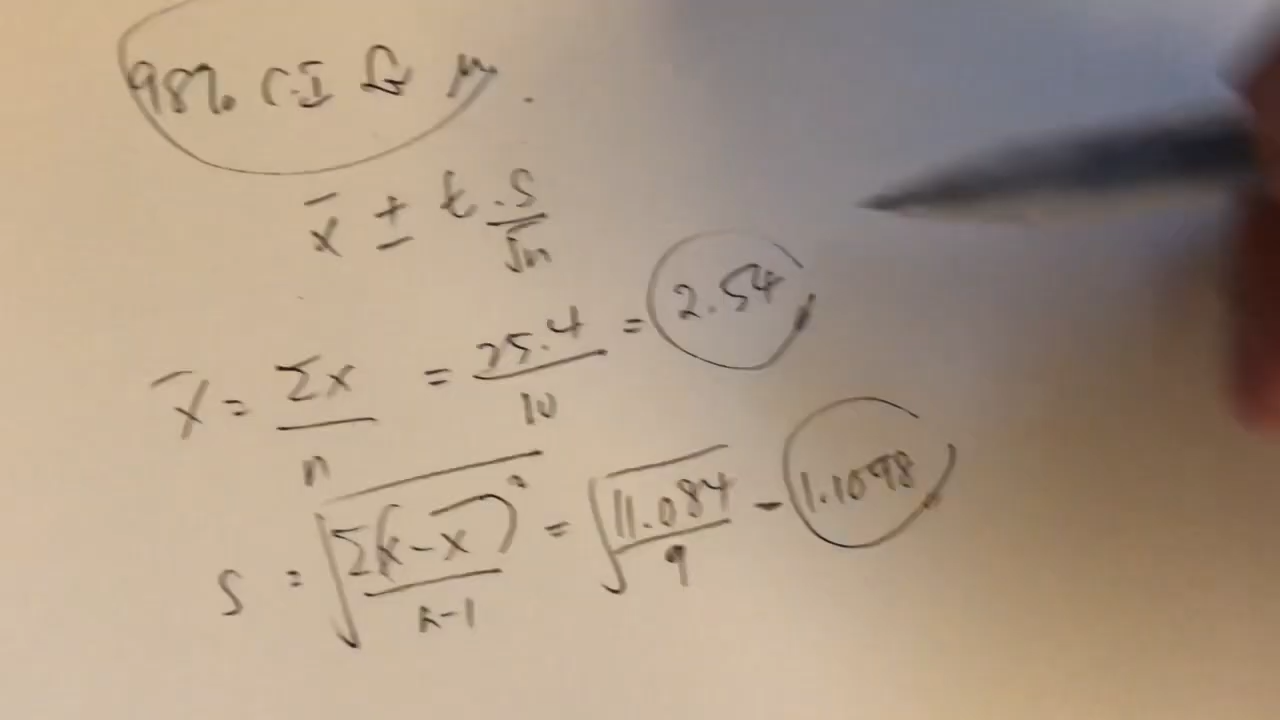 98% C.I for μ.
x̄ ± t · s/√n
x̄ = Σx/n = 25.4/10 = 2.54
s = √(Σ(x-x̄)²/n-1) = √(11.084/9) = 1.1098